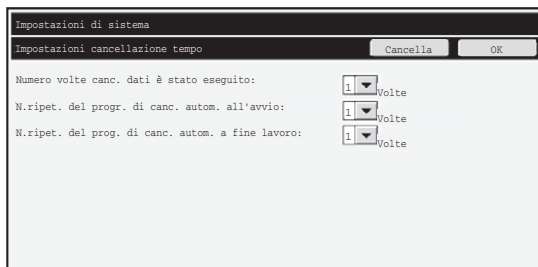 Impostazioni di sistema
Impostazioni cancellazione tempo Cancella OK
Numero volte canc. dati è stato eseguito: 1 Volte
N.ripet. del progr. di canc. autom. all'avvio: 1 Volte
N.ripet. del prog. di canc. autom. a fine lavoro: 1 Volte